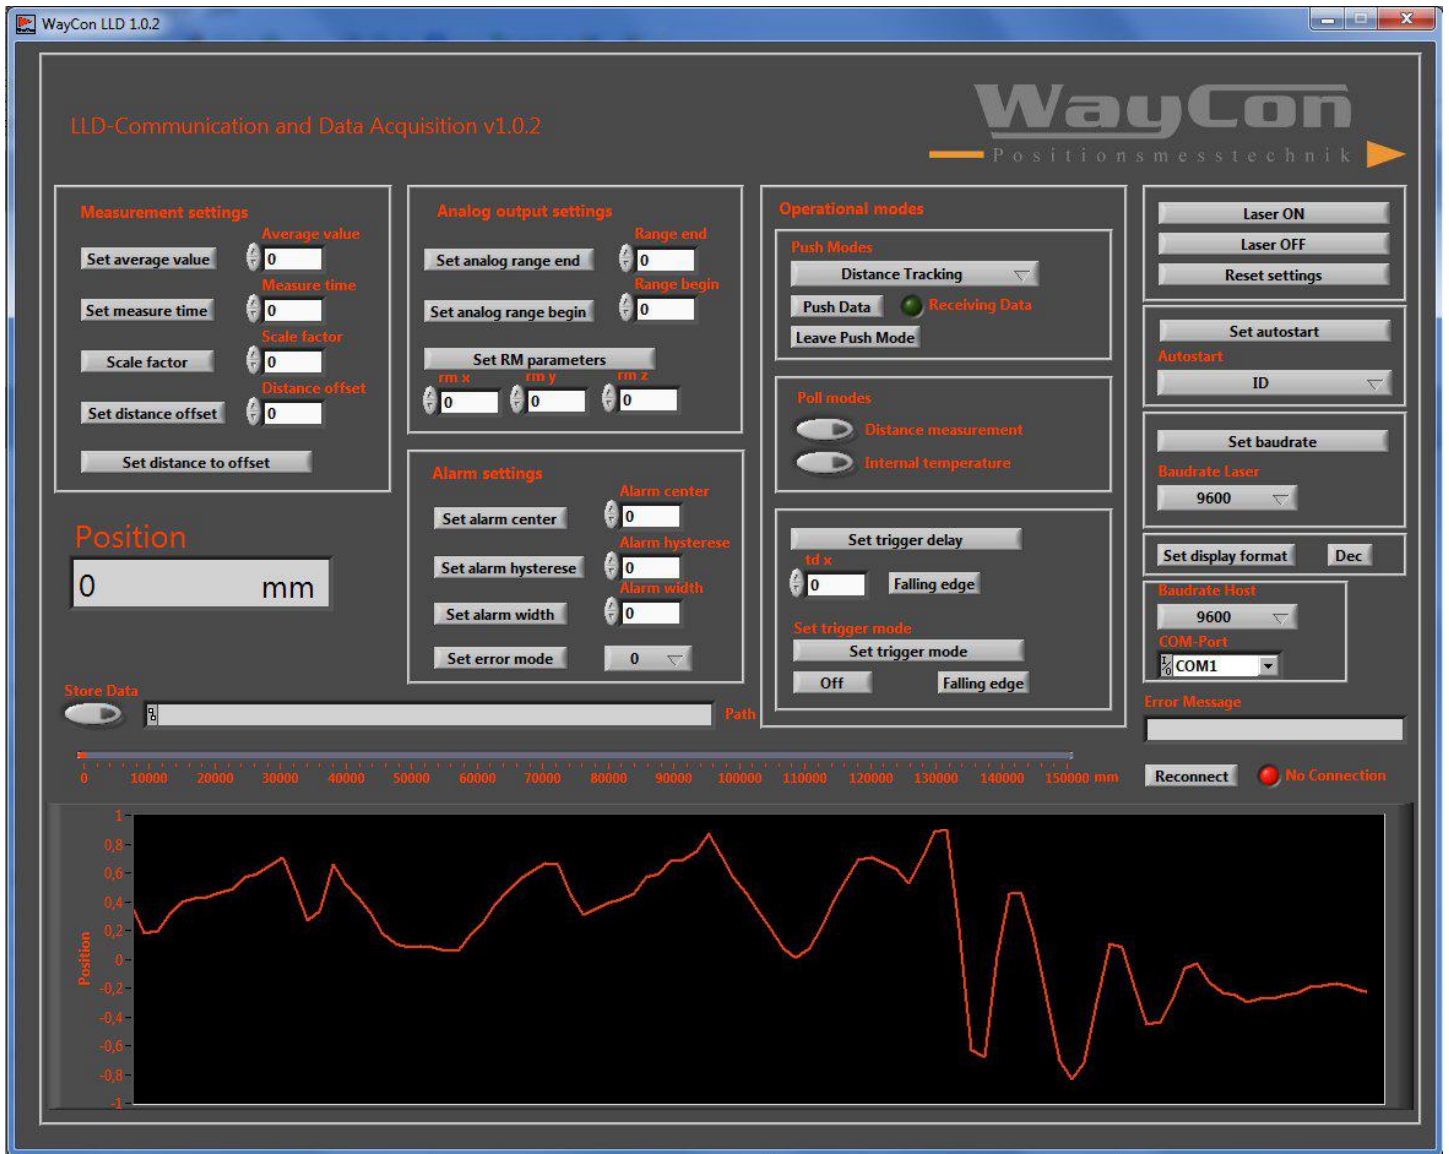 WayCon LLD 1.0.2
LLD-Communication and Data Acquisition v1.0.2
WayCon
Positionsmesstechnik
Measurement settings
Average value
Set average value
0
Measure time
Set measure time
0
Scale factor
Scale factor
0
Distance offset
Set distance offset
0
Set distance to offset
Position
0 mm
Analog output settings
Range end
Set analog range end
0
Range begin
Set analog range begin
0
Set RM parameters
rm x rm y rm z
0 0 0
Alarm settings
Alarm center
Set alarm center
0
Alarm hysterese
Set alarm hysterese
0
Alarm width
Set alarm width
0
Set error mode
0
Operational modes
Push Modes
Distance Tracking
Push Data Receiving Data
Leave Push Mode
Poll modes
Distance measurement
Internal temperature
Set trigger delay
td x
0 Falling edge
Set trigger mode
Set trigger mode
Off Falling edge
Laser ON
Laser OFF
Reset settings
Set autostart
Autostart
ID
Set baudrate
Baudrate Laser
9600
Set display format Dec
Baudrate Host
9600
COM-Port
COM1
Error Message
Reconnect No Connection
Store Data
Path
0 10000 20000 30000 40000 50000 60000 70000 80000 90000 100000 110000 120000 130000 140000 150000 mm
Position
1
0,8
0,6
0,4
0,2
0
-0,2
-0,4
-0,6
-0,8
-1